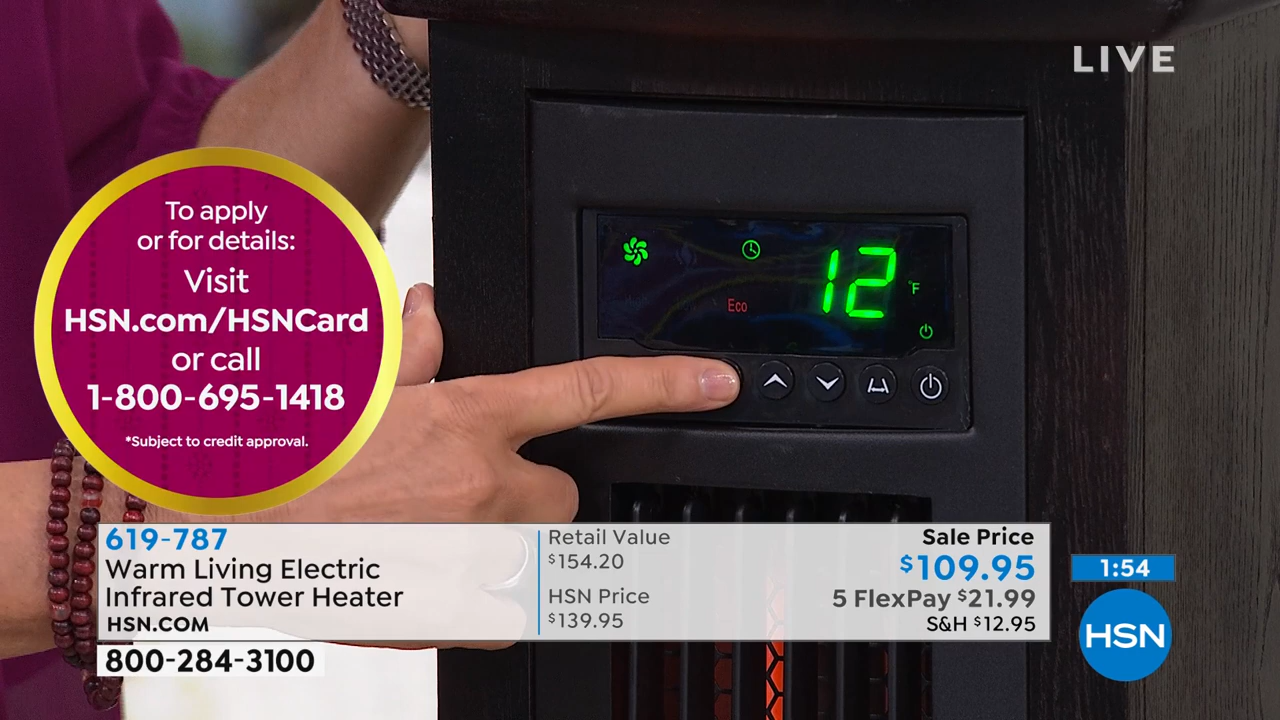 LIVE
To apply
or for details:
Visit
HSN.com/HSNCard
or call
1-800-695-1418
*Subject to credit approval.
12
°F
Eco
619-787
Warm Living Electric
Infrared Tower Heater
HSN.COM
800-284-3100
Retail Value
$154.20
HSN Price
$139.95
Sale Price
$109.95
5 FlexPay $21.99
S&H $12.95
1:54
HSN